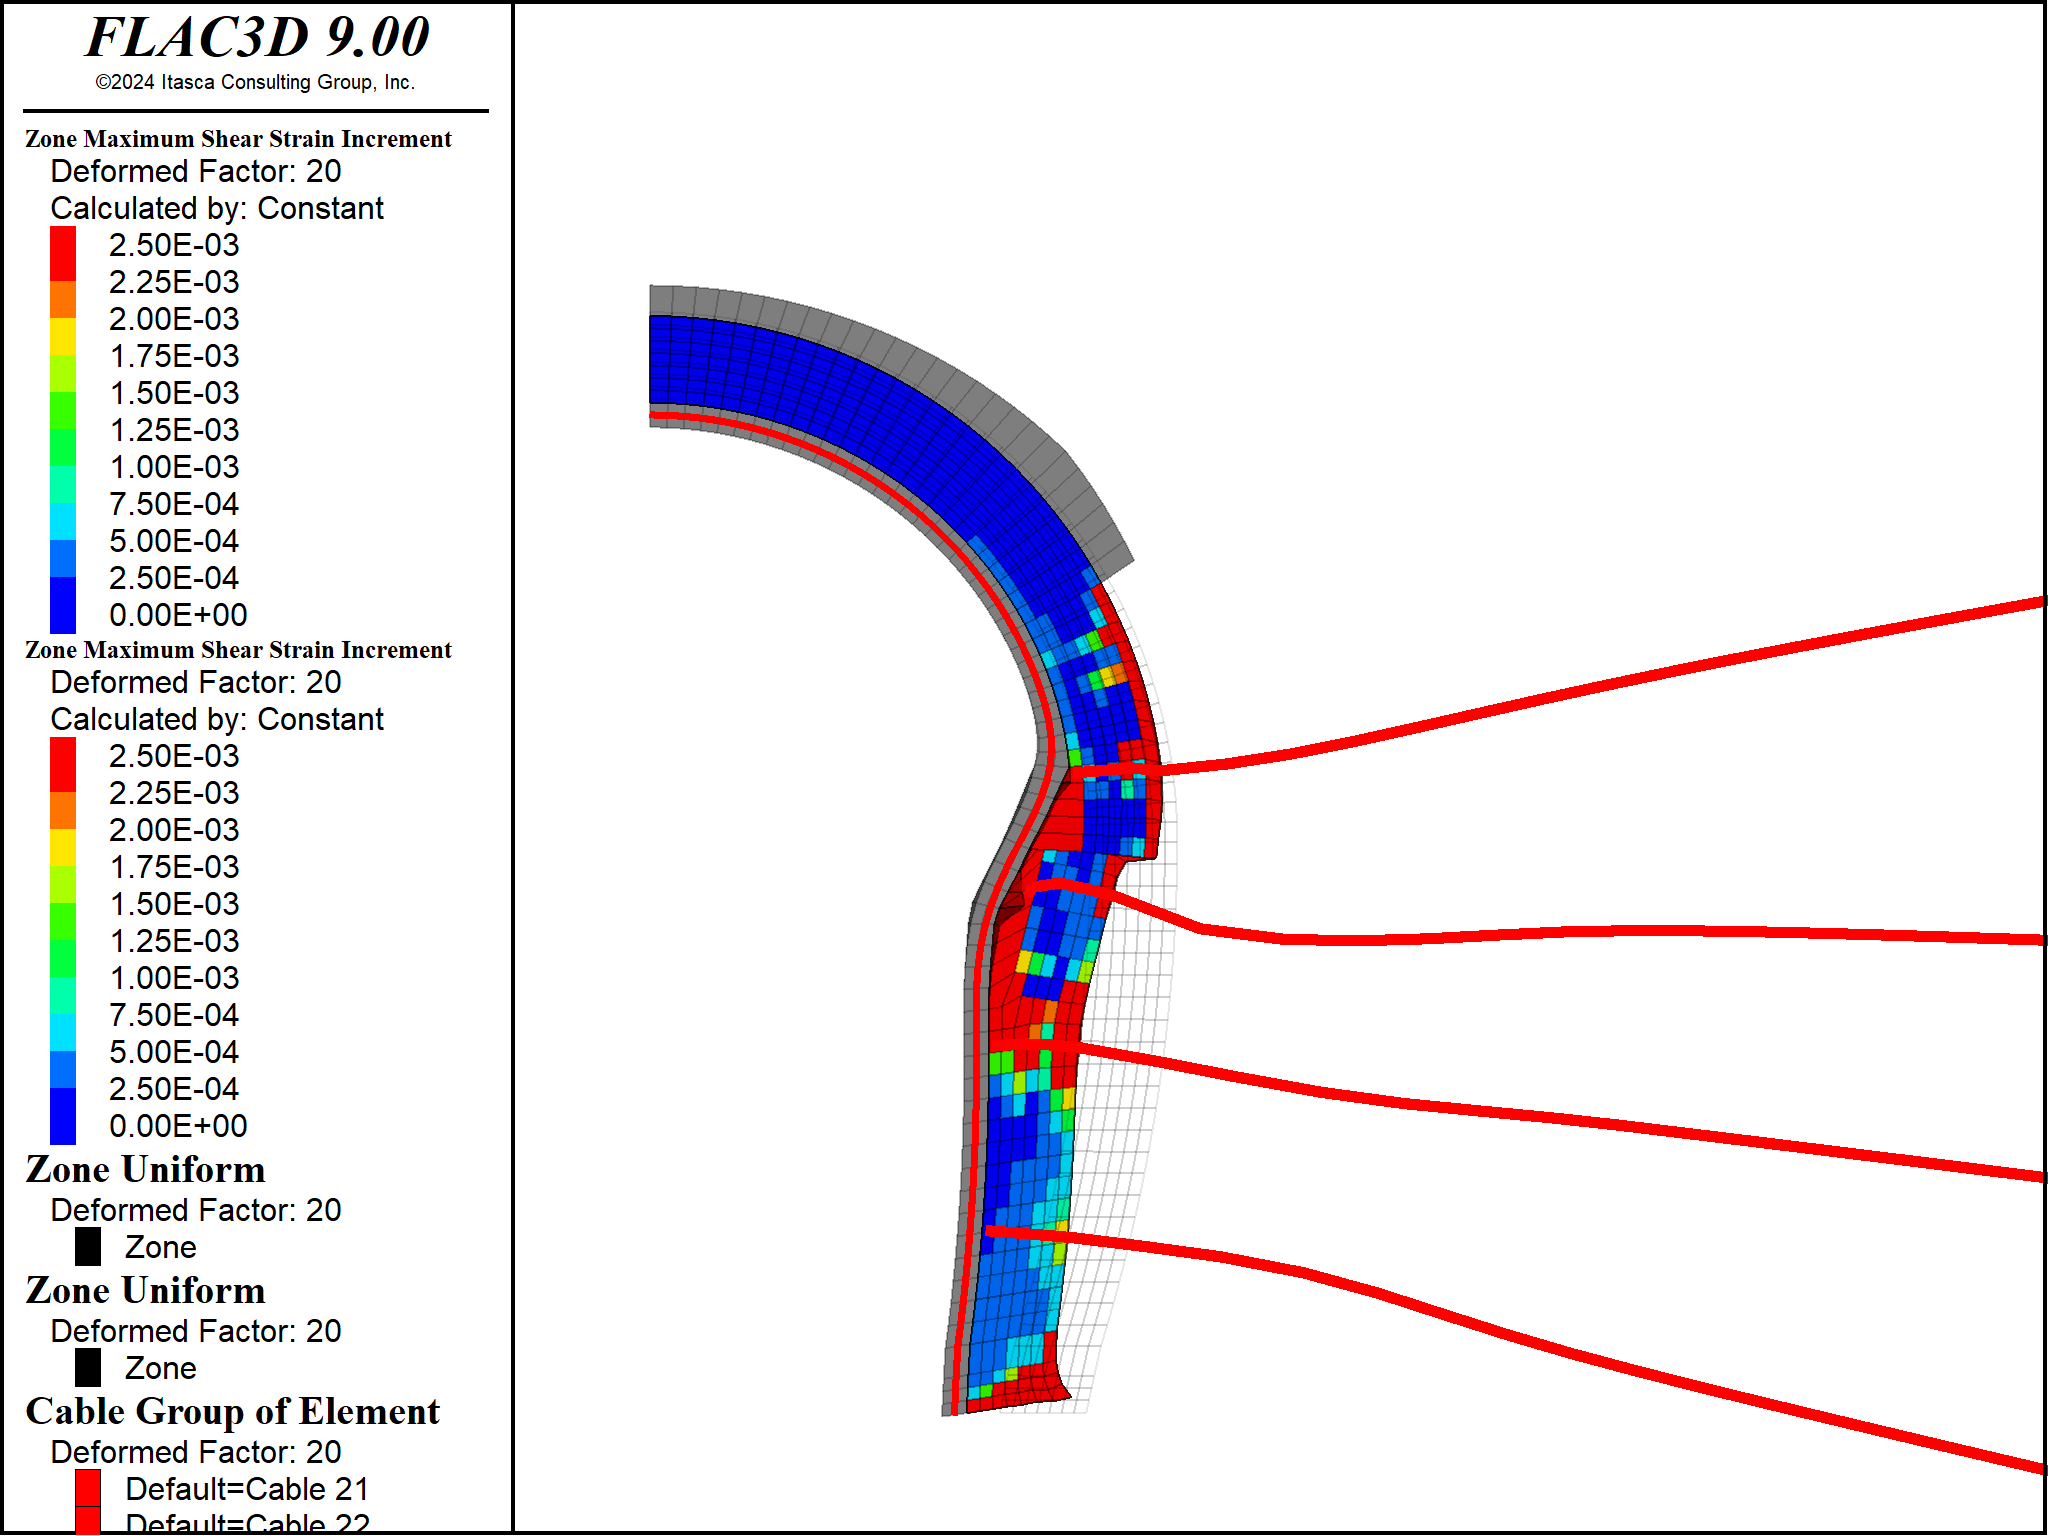 FLAC3D 9.00
©2024 Itasca Consulting Group, Inc.
Zone Maximum Shear Strain Increment
Deformed Factor: 20
Calculated by: Constant
2.50E-03
2.25E-03
2.00E-03
1.75E-03
1.50E-03
1.25E-03
1.00E-03
7.50E-04
5.00E-04
2.50E-04
0.00E+00
Zone Maximum Shear Strain Increment
Deformed Factor: 20
Calculated by: Constant
2.50E-03
2.25E-03
2.00E-03
1.75E-03
1.50E-03
1.25E-03
1.00E-03
7.50E-04
5.00E-04
2.50E-04
0.00E+00
Zone Uniform
Deformed Factor: 20
Zone
Zone Uniform
Deformed Factor: 20
Zone
Cable Group of Element
Deformed Factor: 20
Default=Cable 21
Default=Cable 22